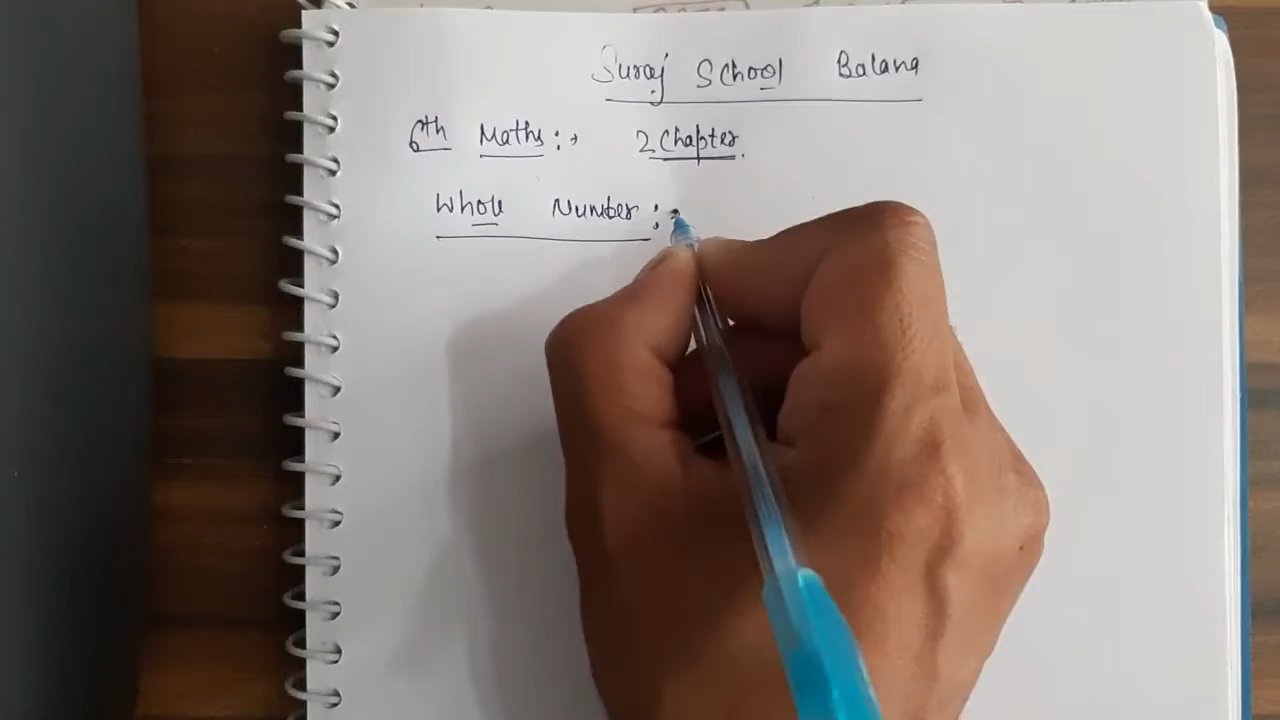 Suraj School Balana
6th Maths :→ 2 Chapter.
Whole Number :→